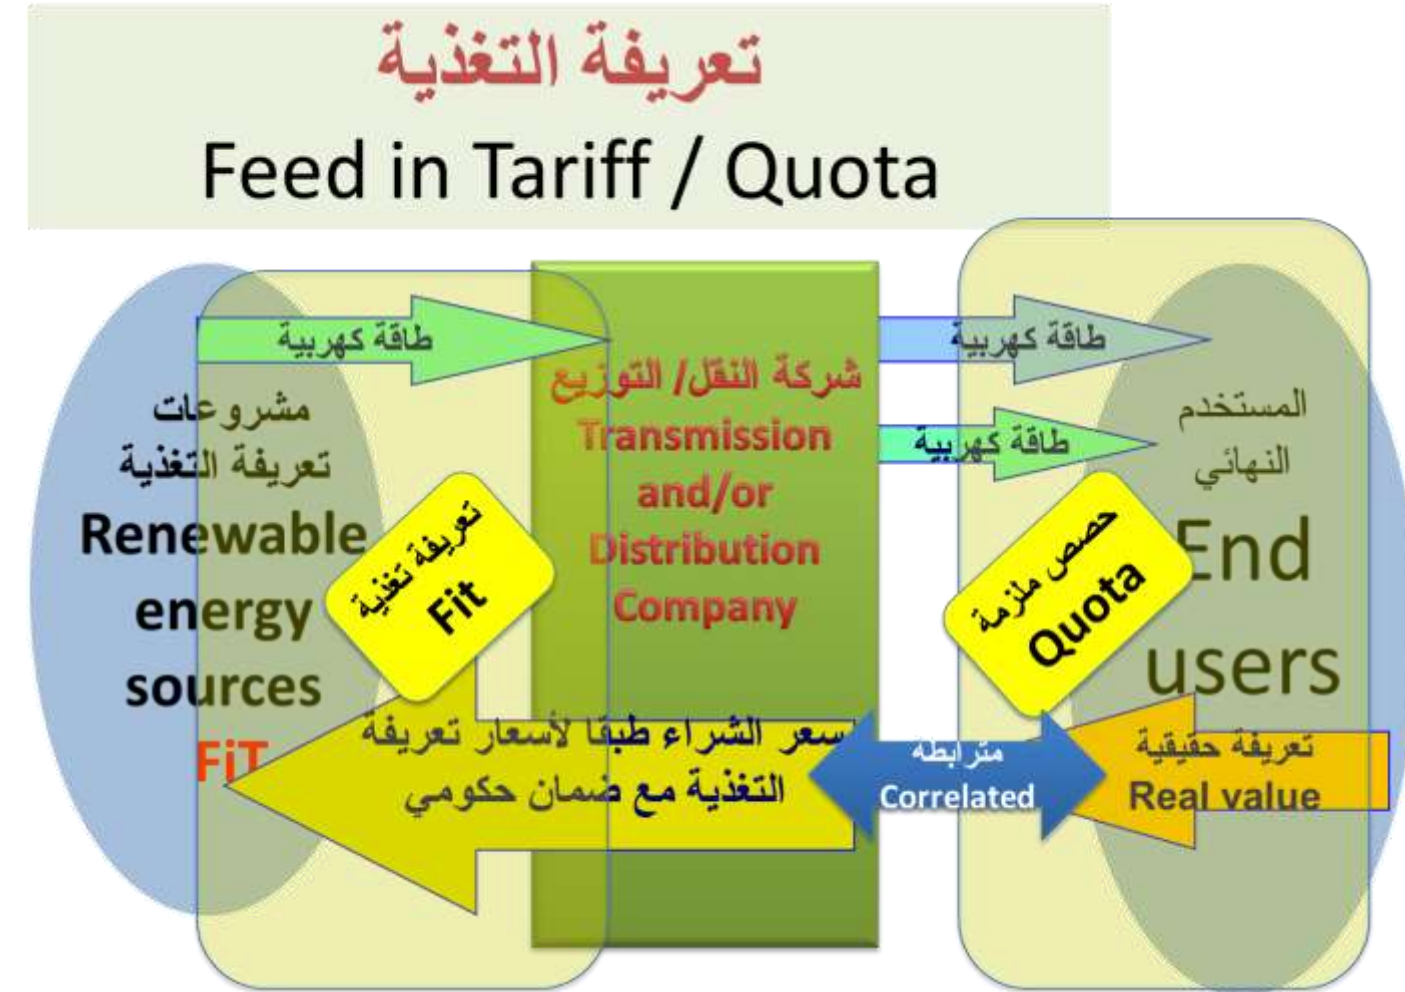 تعريفة التغذية
Feed in Tariff / Quota
طاقة كهربية
مشروعات
تعريفة التغذية
Renewable
energy
sources
FiT
تعريفة تغذية
Fit
شركة النقل/ التوزيع
Transmission
and/or
Distribution
Company
سعر الشراء طبقا لأسعار تعريفة
التغذية مع ضمان حكومي
طاقة كهربية
طاقة كهربية
المستخدم
النهائي
End
users
حصص ملزمة
Quota
مترابطة
Correlated
تعريفة حقيقية
Real value